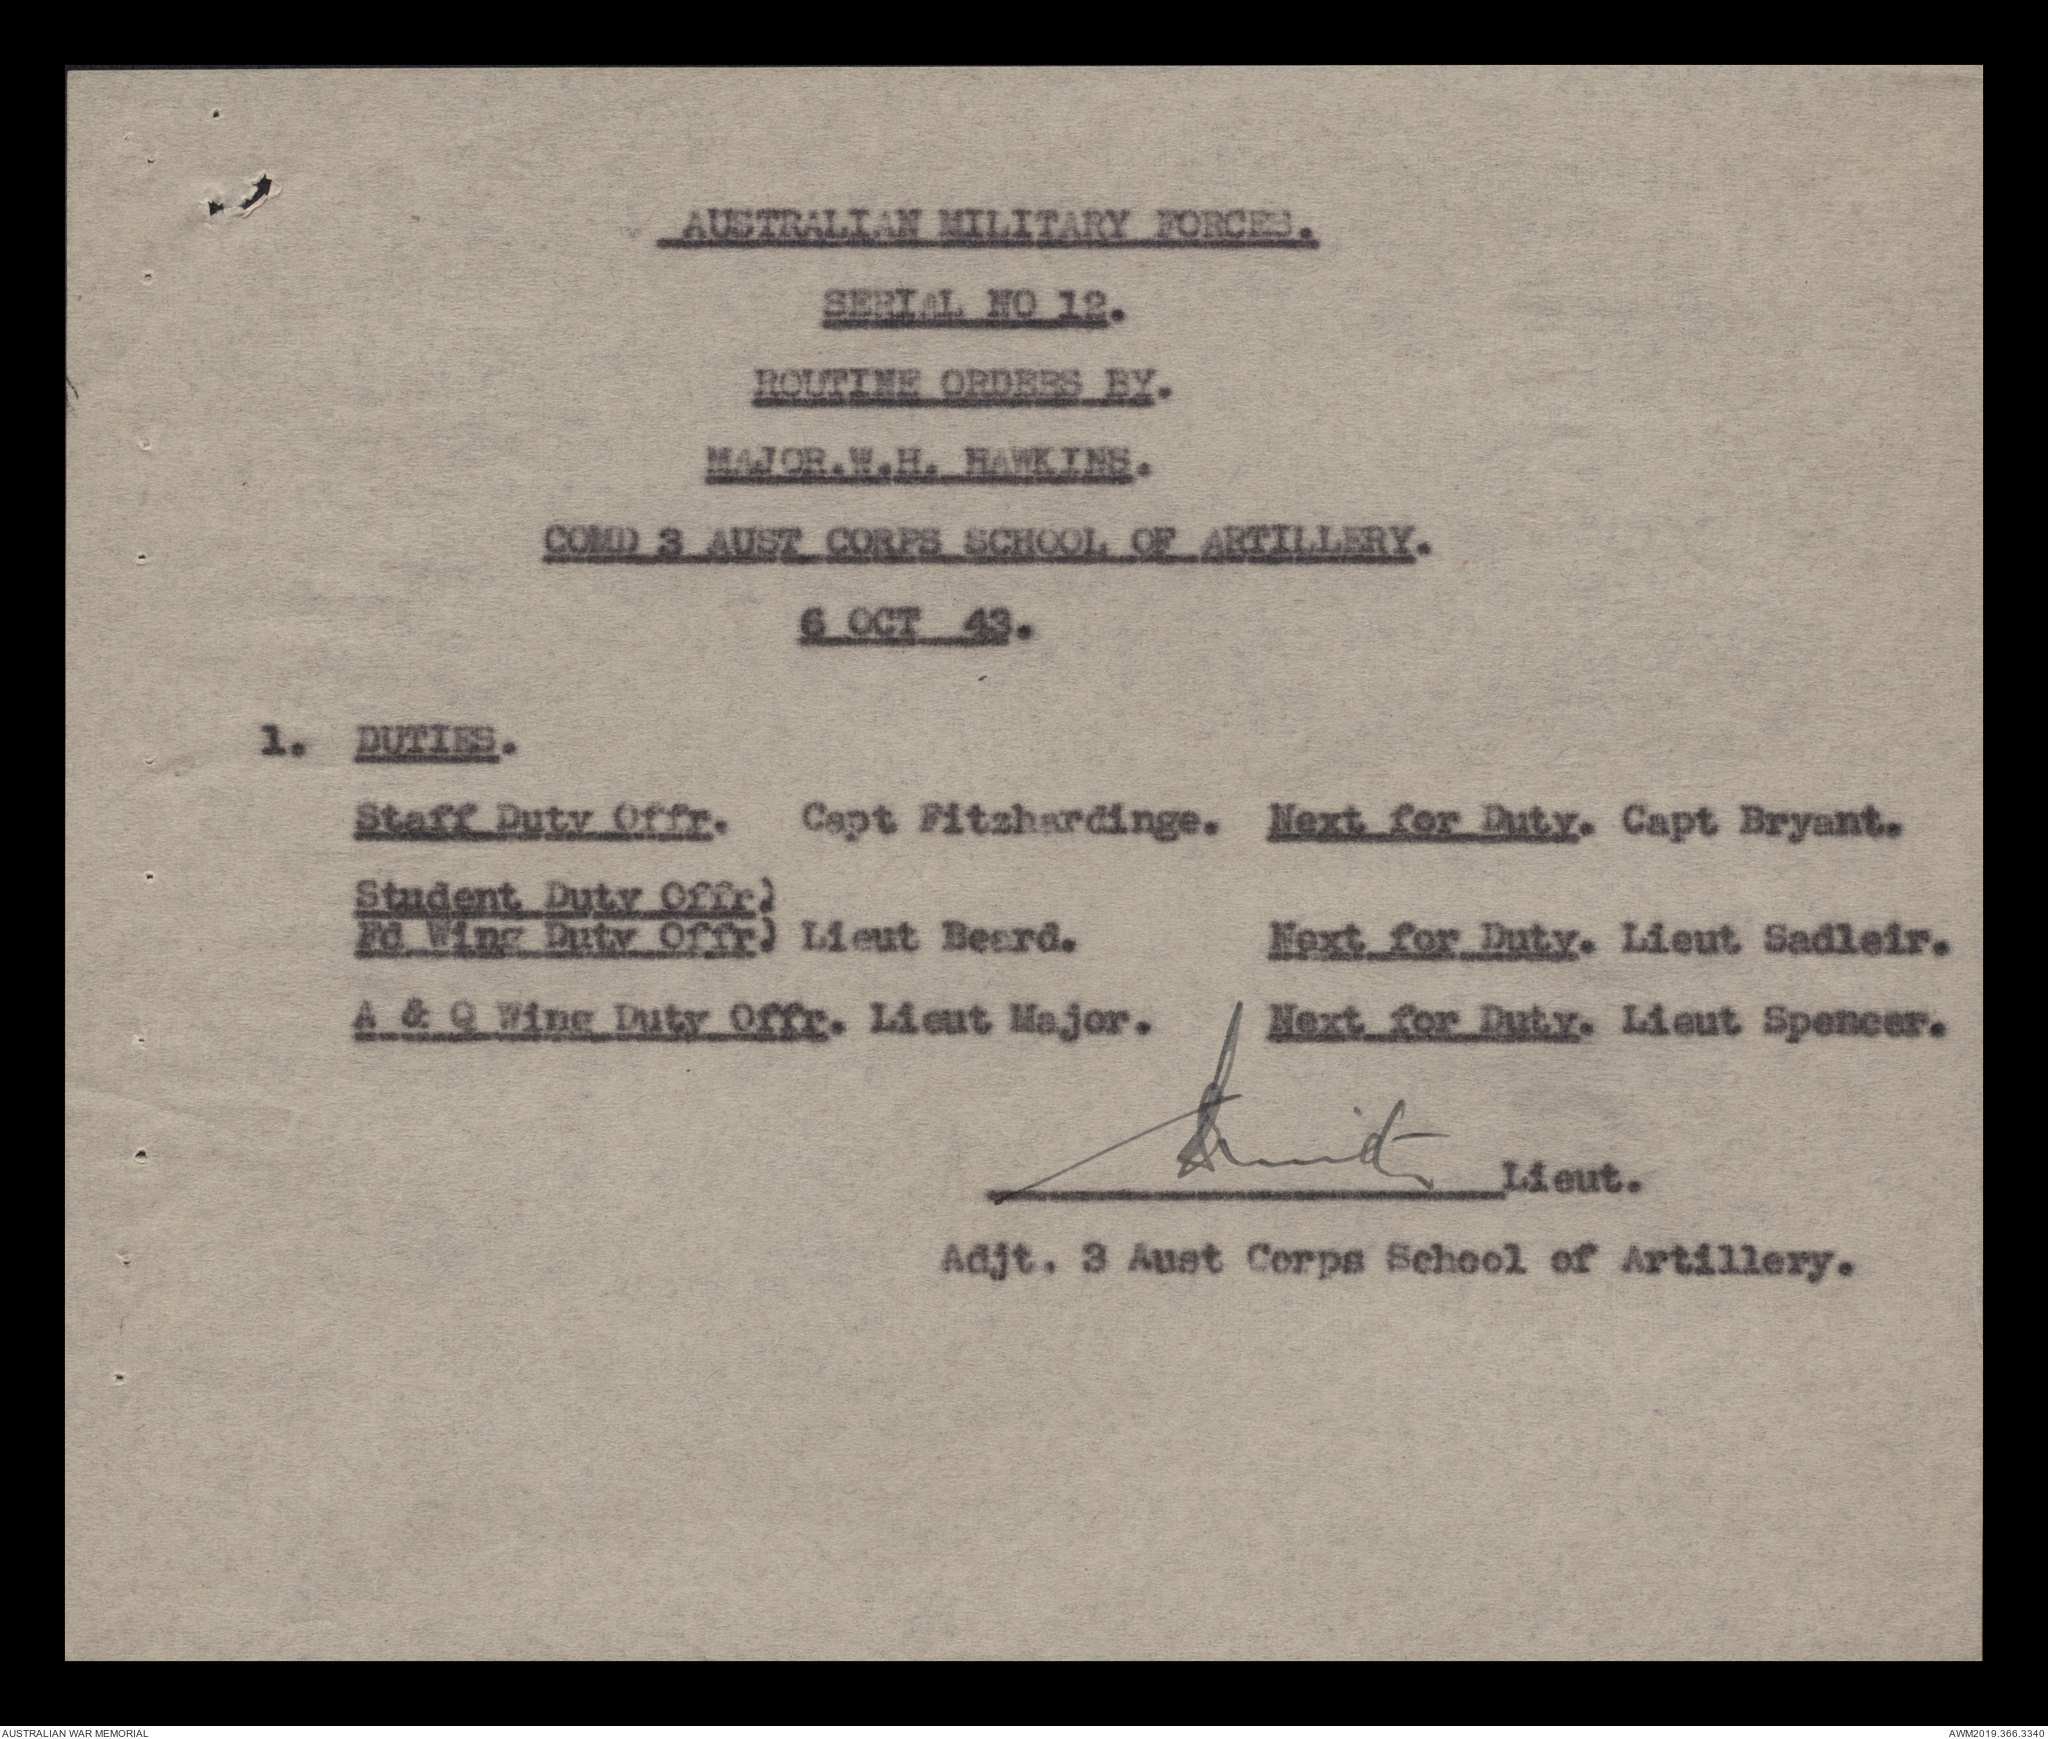 AUSTRALIAN MILITARY FORCES.
SERIAL NO 12.
ROUTINE ORDERS BY.
MAJOR.W.H. HAWKINS.
COMD 3 AUST CORPS SCHOOL OF ARTILLERY.
6 OCT 43.
1. DUTIES.
Staff Duty Offr. Capt Fitzhardinge. Next for Duty. Capt Bryant.
Student Duty Offr.)
Fd Wing Duty Offr.) Lieut Beard. Next for Duty. Lieut Sadleir.
A & Q Wing Duty Offr. Lieut Major. Next for Duty. Lieut Spencer.
Lieut.
Adjt. 3 Aust Corps School of Artillery.
AUSTRALIAN WAR MEMORIAL AWM2019.366.3340